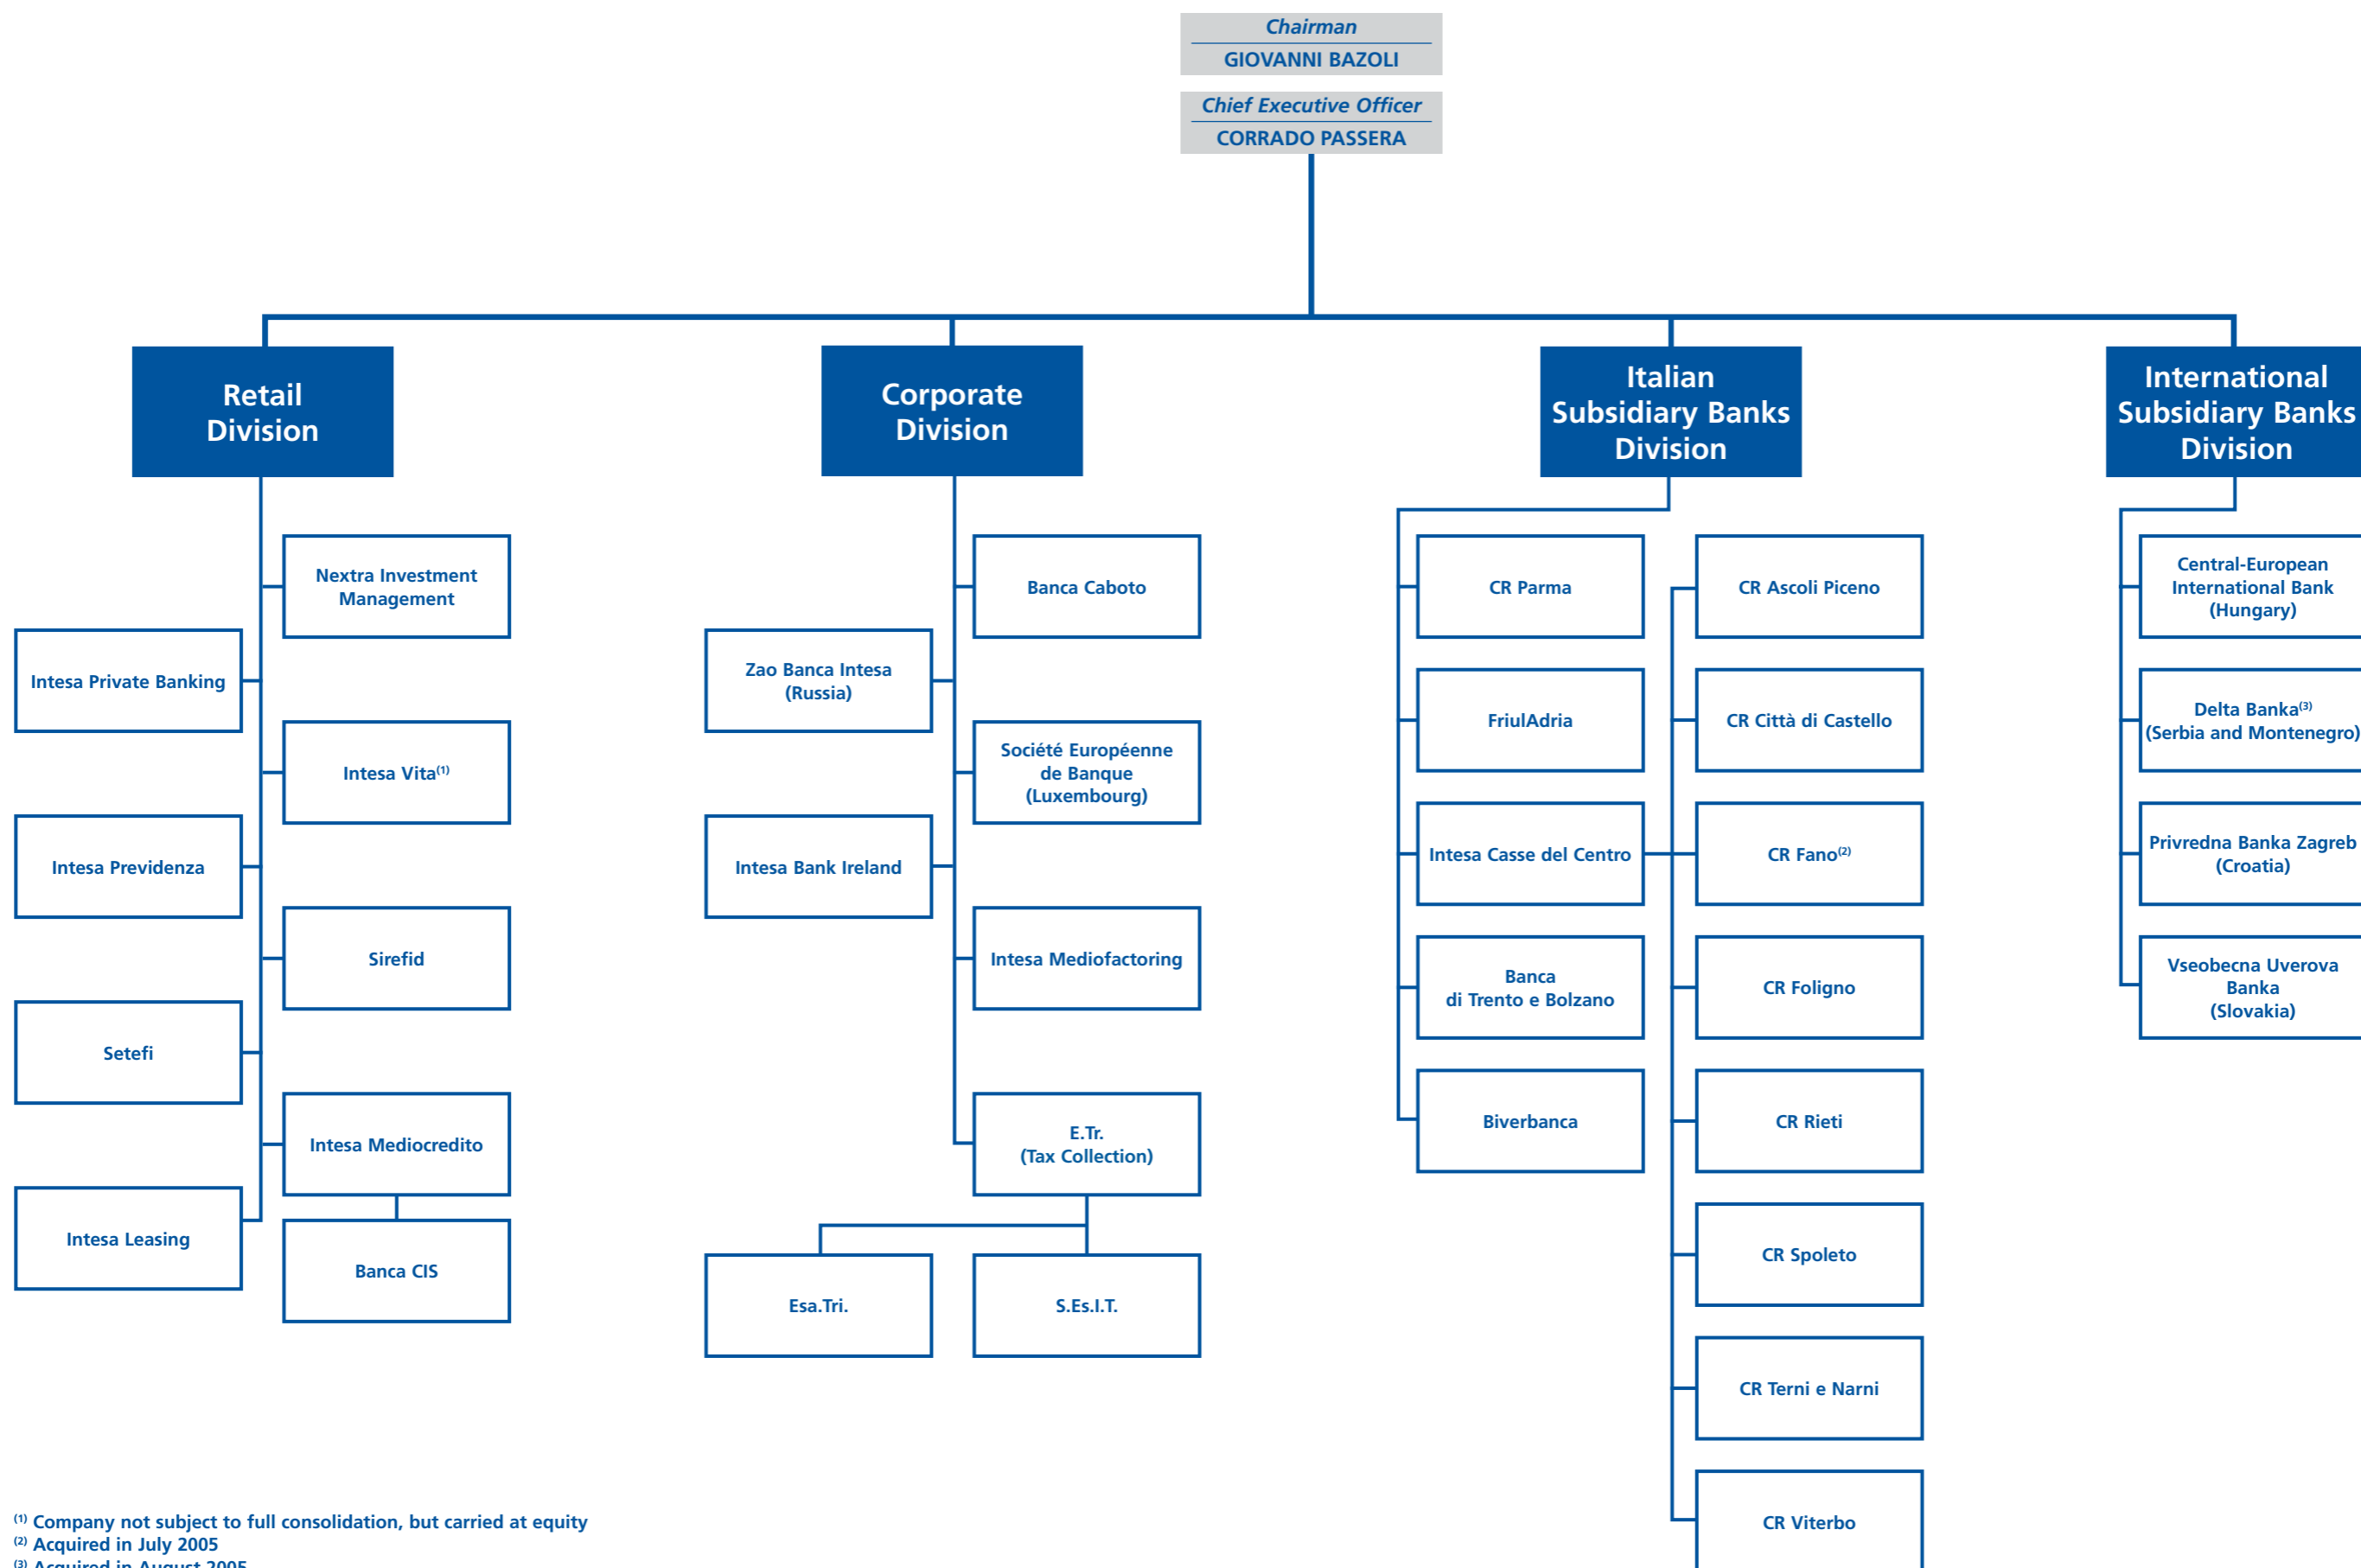 Chairman
GIOVANNI BAZOLI
Chief Executive Officer
CORRADO PASSERA
Retail
Division
Nextra Investment
Management
Intesa Private Banking
Intesa Vita(1)
Intesa Previdenza
Sirefid
Setefi
Intesa Mediocredito
Intesa Leasing
Banca CIS
Corporate
Division
Banca Caboto
Zao Banca Intesa
(Russia)
Société Européenne
de Banque
(Luxembourg)
Intesa Bank Ireland
Intesa Mediofactoring
E.Tr.
(Tax Collection)
Esa.Tri.
S.Es.I.T.
Italian
Subsidiary Banks
Division
CR Parma
FriulAdria
Intesa Casse del Centro
Banca
di Trento e Bolzano
Biverbanca
CR Ascoli Piceno
CR Città di Castello
CR Fano(2)
CR Foligno
CR Rieti
CR Spoleto
CR Terni e Narni
CR Viterbo
International
Subsidiary Banks
Division
Central-European
International Bank
(Hungary)
Delta Banka(3)
(Serbia and Montenegro)
Privredna Banka Zagreb
(Croatia)
Vseobecna Uverova
Banka
(Slovakia)
(1) Company not subject to full consolidation, but carried at equity
(2) Acquired in July 2005
(3) Acquired in August 2005